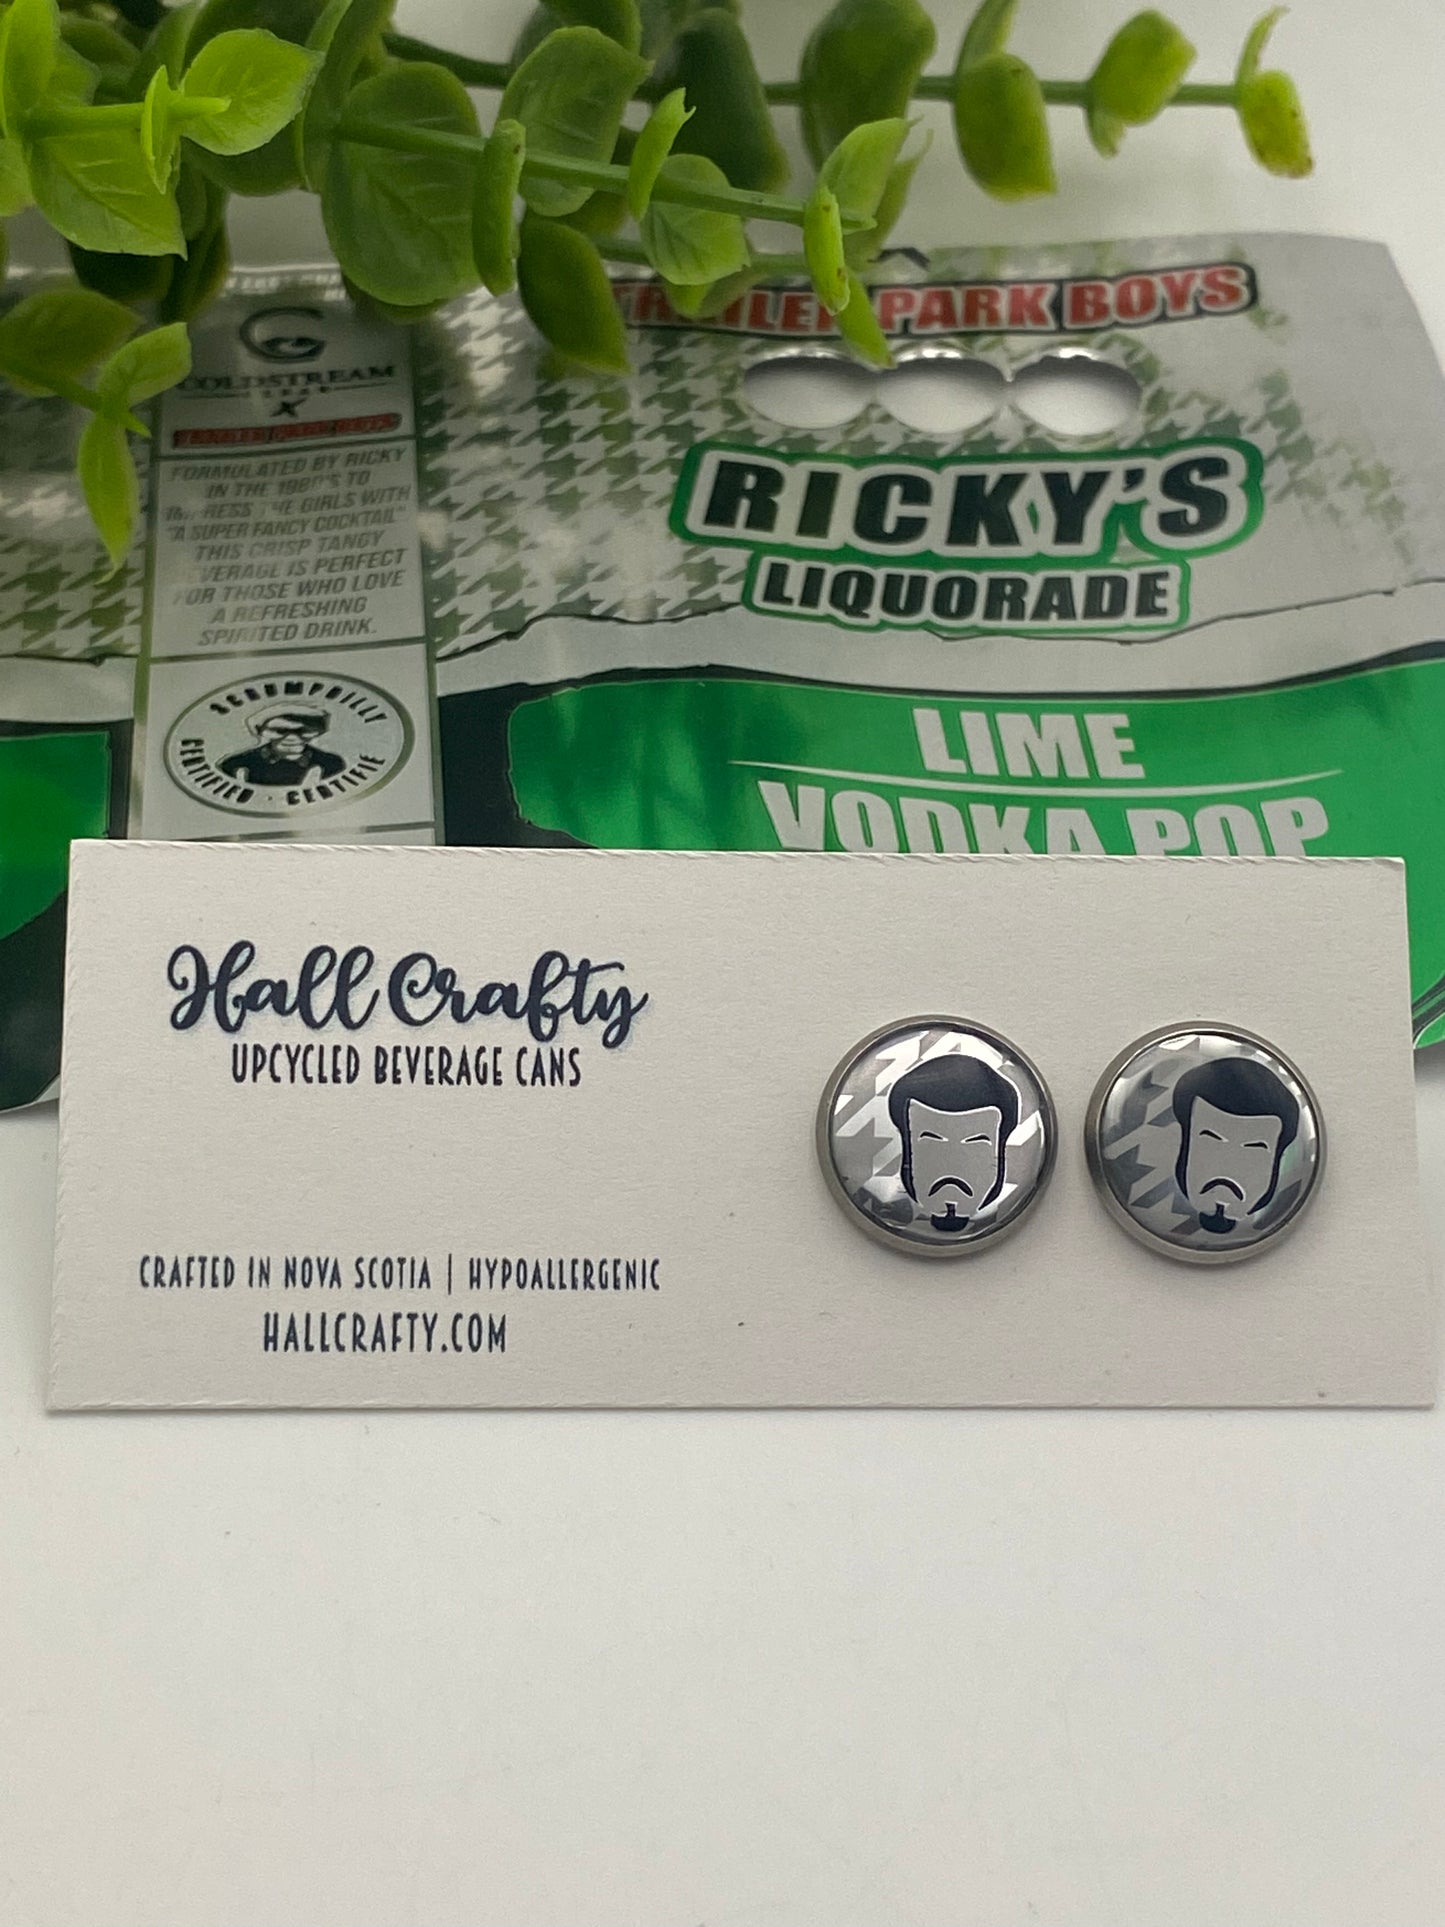 TRAILER PARK BOYS
COLDSTREAM
X
TRAILER PARK BOYS
FORMULATED BY RICKY
IN THE 1980'S TO
THE GIRLS WITH
"A SUPER FANCY COCKTAIL"
THIS CRISP TANGY
BEVERAGE IS PERFECT
FOR THOSE WHO LOVE
A REFRESHING
SPIRITED DRINK.
SCRUMPDILLY
CERTIFIED · CERTIFIÉ
RICKY'S
LIQUORADE
LIME
VODKA POP
Hall Crafty
UPCYCLED BEVERAGE CANS
CRAFTED IN NOVA SCOTIA | HYPOALLERGENIC
HALLCRAFTY.COM